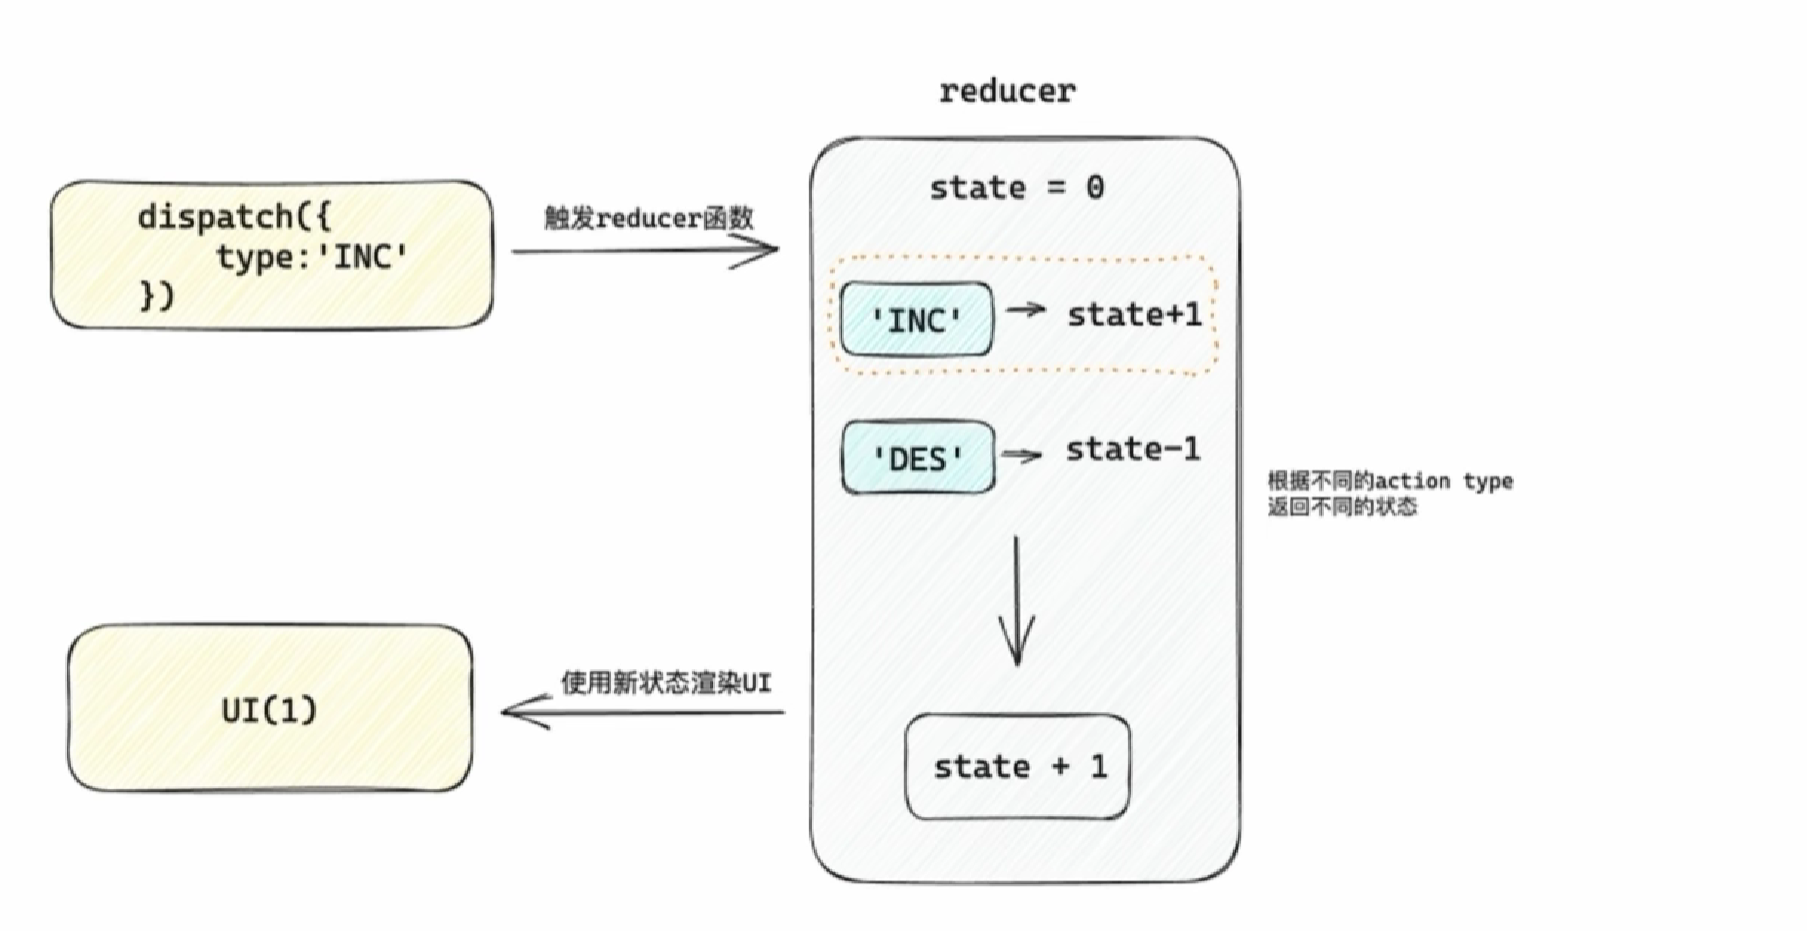 reducer
dispatch({
type:'INC'
})
触发reducer函数
state = 0
'INC'
state+1
'DES'
state-1
根据不同的action type
返回不同的状态
UI(1)
使用新状态渲染UI
state + 1